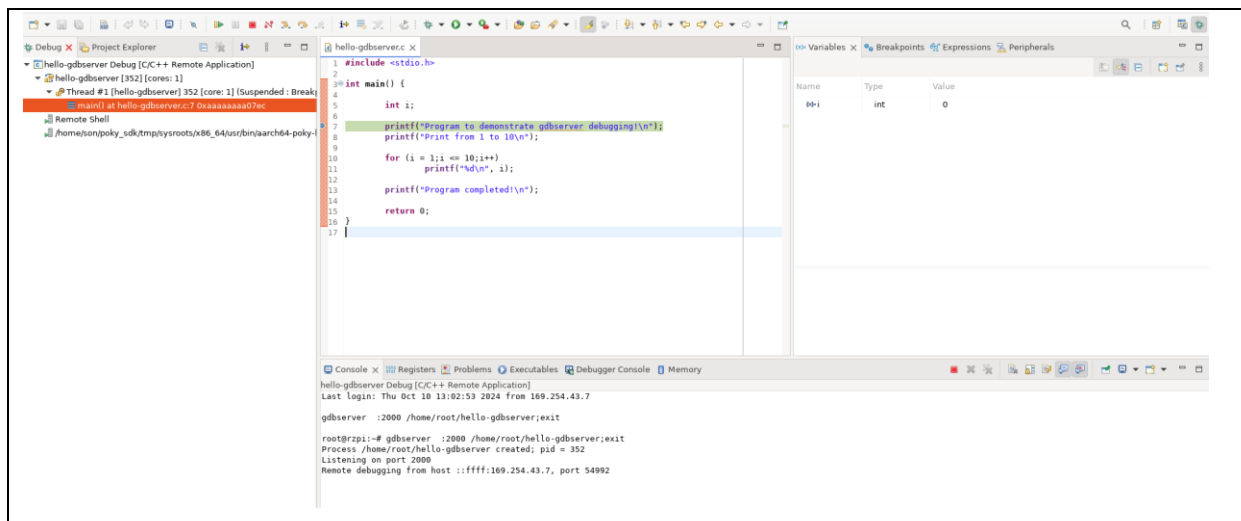 Debug Project Explorer
hello-gdbserver Debug [C/C++ Remote Application]
hello-gdbserver [352] [cores: 1]
Thread #1 [hello-gdbserver] 352 [core: 1] (Suspended : Breakp
main() at hello-gdbserver.c:7 0xaaaaaaaa07ec
Remote Shell
/home/son/poky_sdk/tmp/sysroots/x86_64/usr/bin/aarch64-poky-l
hello-gdbserver.c
1 #include <stdio.h>
2
3 int main() {
4
5 int i;
6
7 printf("Program to demonstrate gdbserver debugging!\n");
8 printf("Print from 1 to 10\n");
9
10 for (i = 1;i <= 10;i++)
11 printf("%d\n", i);
12
13 printf("Program completed!\n");
14
15 return 0;
16 }
17
Variables Breakpoints Expressions Peripherals
Name Type Value
i int 0
Console Registers Problems Executables Debugger Console Memory
hello-gdbserver Debug [C/C++ Remote Application]
Last login: Thu Oct 10 13:02:53 2024 from 169.254.43.7
gdbserver :2000 /home/root/hello-gdbserver;exit
root@rzpi:~# gdbserver :2000 /home/root/hello-gdbserver;exit
Process /home/root/hello-gdbserver created; pid = 352
Listening on port 2000
Remote debugging from host ::ffff:169.254.43.7, port 54992